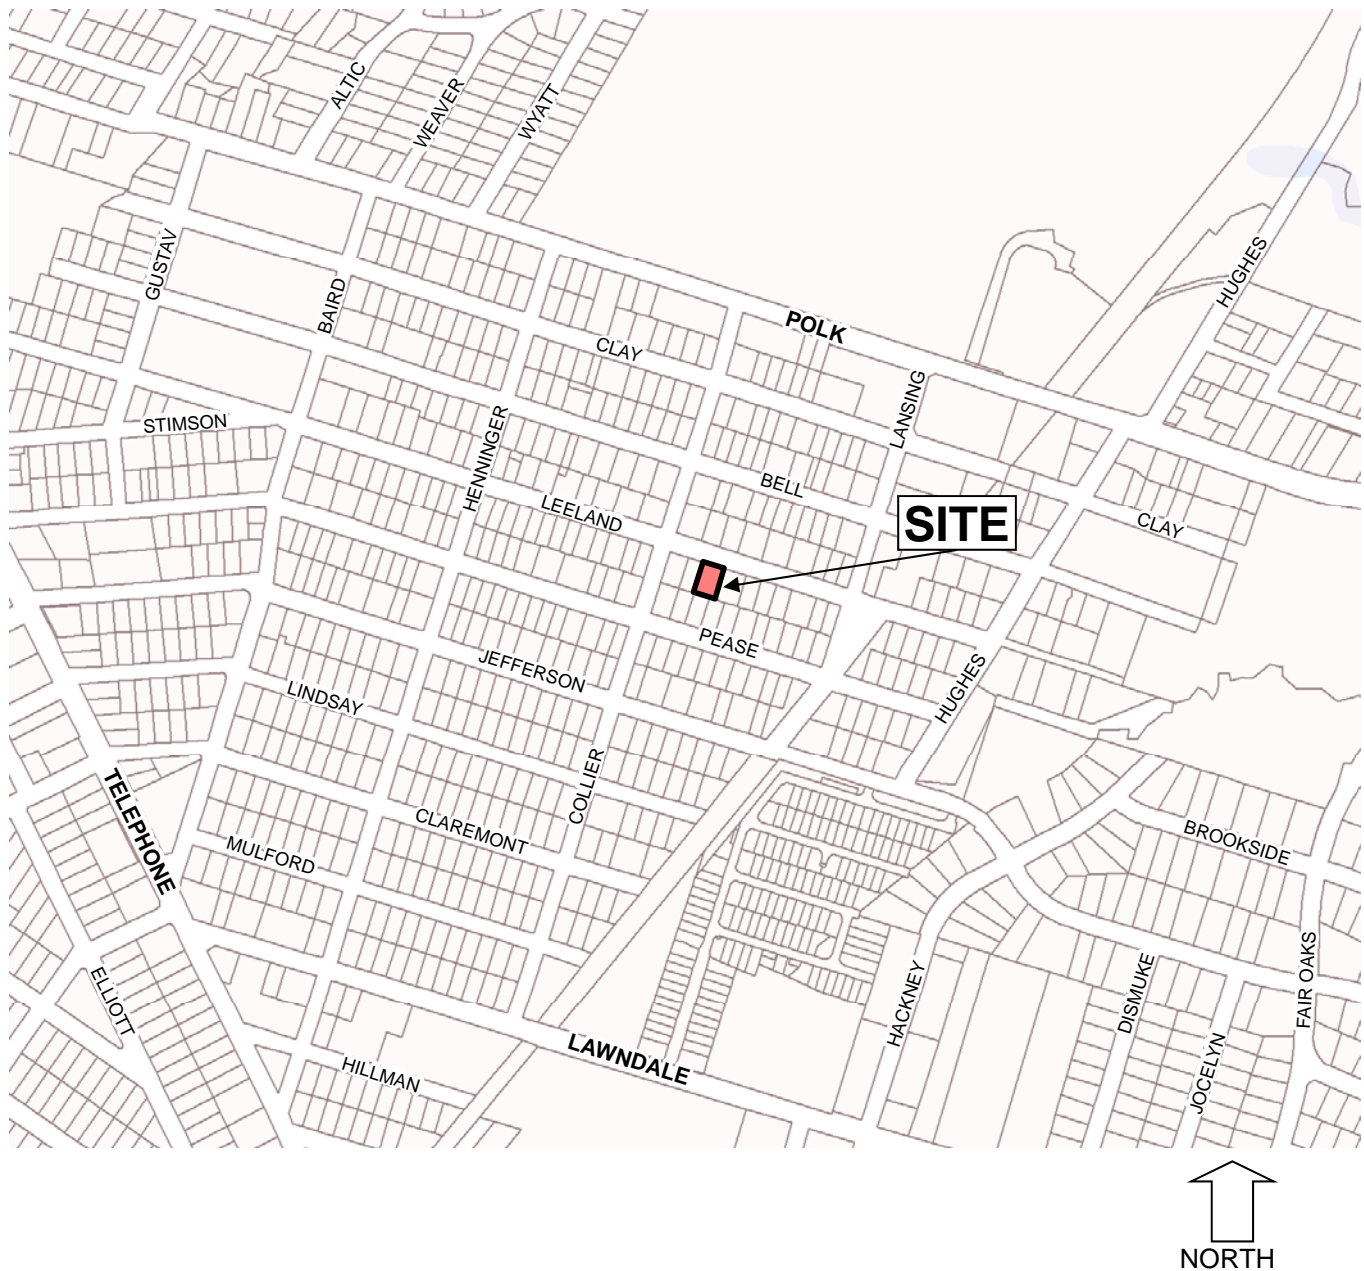 ALTIC
WEAVER
WYATT
GUSTAV
BAIRD
HUGHES
POLK
CLAY
LANSING
STIMSON
HENNINGER
BELL
LEELAND
SITE
CLAY
PEASE
JEFFERSON
HUGHES
LINDSAY
COLLIER
TELEPHONE
CLAREMONT
MULFORD
BROOKSIDE
ELLIOTT
HACKNEY
DISMUKE
FAIR OAKS
JOCELYN
LAWNDALE
HILLMAN
NORTH